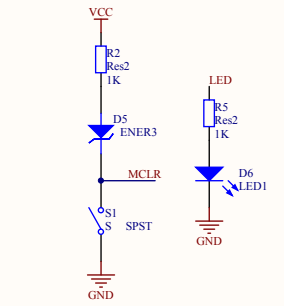 VCC
R2
Res2
1K
D5
ENER3
MCLR
S1
S SPST
GND
LED
R5
Res2
1K
D6
LED1
GND